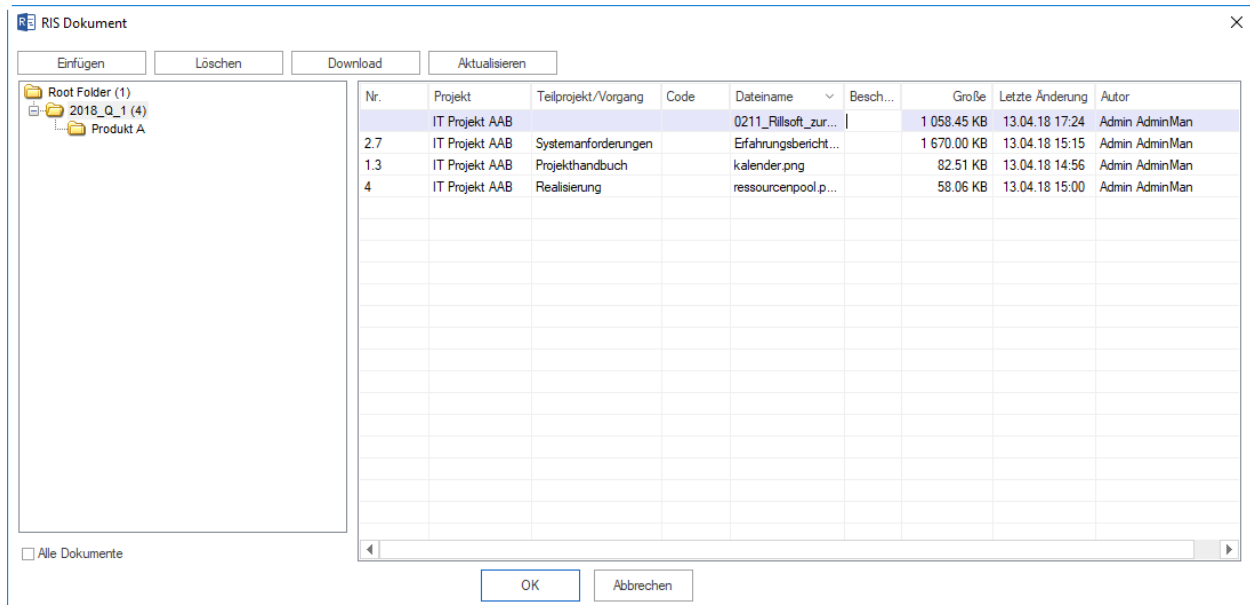 RIS Dokument
Einfügen Löschen Download Aktualisieren
Root Folder (1)
2018_Q_1 (4)
Produkt A
Nr. Projekt Teilprojekt/Vorgang Code Dateiname Besch... Große Letzte Änderung Autor
IT Projekt AAB 0211_Rillsoft_zur... 1 058.45 KB 13.04.18 17:24 Admin AdminMan
2.7 IT Projekt AAB Systemanforderungen Erfahrungsbericht... 1 670.00 KB 13.04.18 15:15 Admin AdminMan
1.3 IT Projekt AAB Projekthandbuch kalender.png 82.51 KB 13.04.18 14:56 Admin AdminMan
4 IT Projekt AAB Realisierung ressourcenpool.p... 58.06 KB 13.04.18 15:00 Admin AdminMan
Alle Dokumente
OK Abbrechen